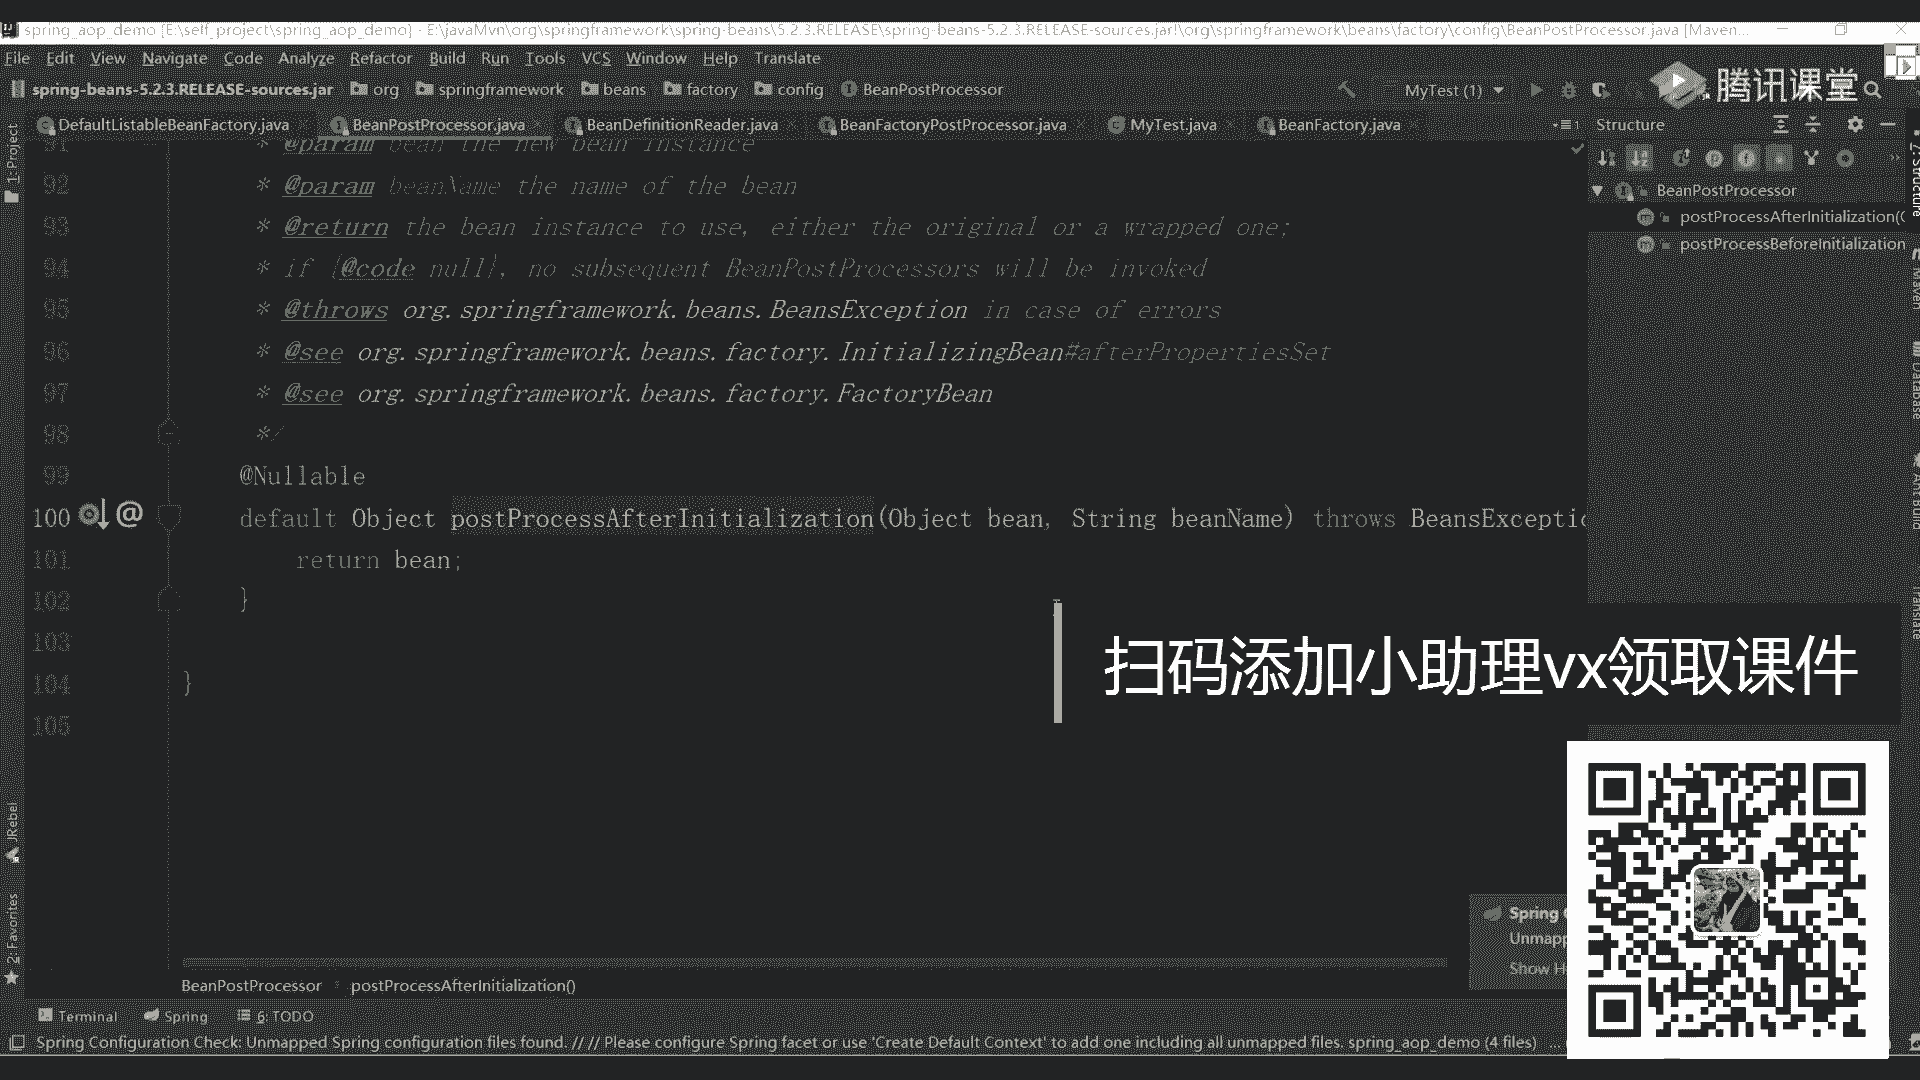 spring_aop_demo [E:\self_project\spring_aop_demo] - E:\javaMvn\org\springframework\spring-beans\5.2.3.RELEASE\spring-beans-5.2.3.RELEASE-sources.jar!\org\springframework\beans\factory\config\BeanPostProcessor.java [Maven...
File Edit View Navigate Code Analyze Refactor Build Run Tools VCS Window Help Translate
spring-beans-5.2.3.RELEASE-sources.jar org springframework beans factory config BeanPostProcessor MyTest (1) 腾讯课堂
DefaultListableBeanFactory.java BeanPostProcessor.java BeanDefinitionReader.java BeanFactoryPostProcessor.java MyTest.java BeanFactory.java Structure
1: Project
7: Structure
Maven
Database
Ant Build
Translate
BeanPostProcessor
postProcessAfterInitialization(
postProcessBeforeInitialization
91 * @param bean the new bean instance
92 * @param beanName the name of the bean
93 * @return the bean instance to use, either the original or a wrapped one;
94 * if {@code null}, no subsequent BeanPostProcessors will be invoked
95 * @throws org.springframework.beans.BeansException in case of errors
96 * @see org.springframework.beans.factory.InitializingBean#afterPropertiesSet
97 * @see org.springframework.beans.factory.FactoryBean
98 */
99 @Nullable
100 default Object postProcessAfterInitialization(Object bean, String beanName) throws BeansExceptio
101 return bean;
102 }
103
104 }
105
扫码添加小助理vx领取课件
JRebel
2: Favorites
Spring
Unmapp
Show H
BeanPostProcessor postProcessAfterInitialization()
Terminal Spring 6: TODO
Spring Configuration Check: Unmapped Spring configuration files found. // // Please configure Spring facet or use 'Create Default Context' to add one including all unmapped files. spring_aop_demo (4 files) ...